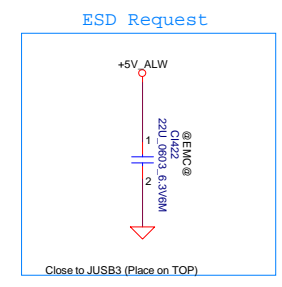 ESD Request
+5V_ALW
1
2
@EMC@
CI422
22U_0603_6.3V6M
Close to JUSB3 (Place on TOP)